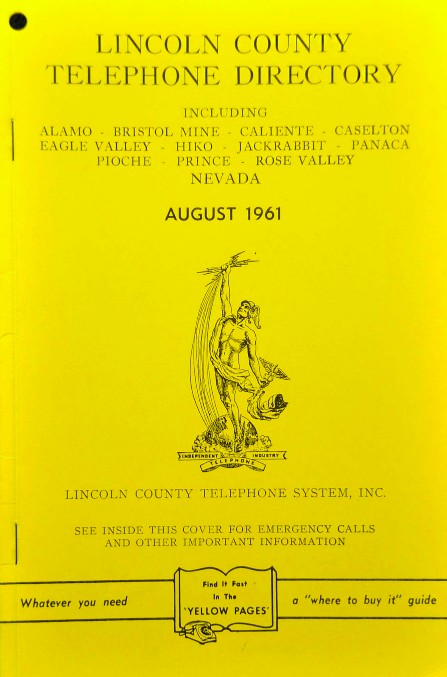 LINCOLN COUNTY
TELEPHONE DIRECTORY
INCLUDING
ALAMO - BRISTOL MINE - CALIENTE - CASELTON
EAGLE VALLEY - HIKO - JACKRABBIT - PANACA
PIOCHE - PRINCE - ROSE VALLEY
NEVADA
AUGUST 1961
INDEPENDENT INDUSTRY
TELEPHONE
LINCOLN COUNTY TELEPHONE SYSTEM, INC.
SEE INSIDE THIS COVER FOR EMERGENCY CALLS
AND OTHER IMPORTANT INFORMATION
Whatever you need
Find It Fast
In The
'YELLOW PAGES'
a "where to buy it" guide